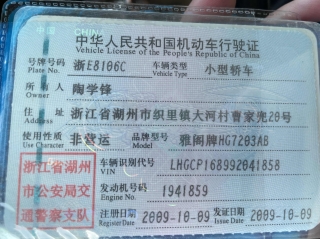 中华人民共和国机动车行驶证
Vehicle License of the People's Republic of China
号牌号码 浙E8106C 车辆类型 小型轿车
Plate No. Vehicle Type
所有人 陶学锋
Owner
住址 浙江省湖州市织里镇大河村曹家兜20号
Address
使用性质 非营运 品牌型号 雅阁牌HG7203AB
Use Character Model
浙江省湖州市公安局交通警察支队
车辆识别代号 LHGCP168992041858
VIN
发动机号码 1941859
Engine No.
注册日期 2009-10-09 发证日期 2009-10-09
Register Date Issue Date